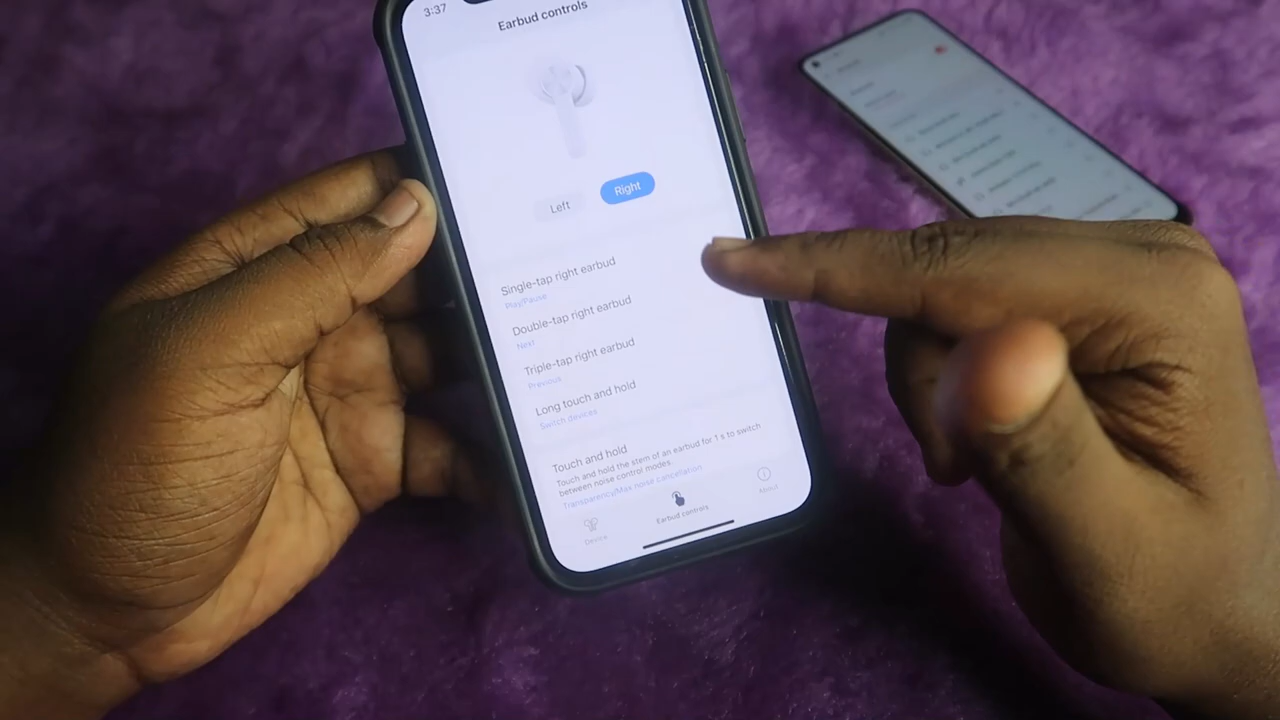 3:37
Earbud controls
Left
Right
Single-tap right earbud
Play/Pause
Double-tap right earbud
Next
Triple-tap right earbud
Previous
Long touch and hold
Switch devices
Touch and hold
Touch and hold the stem of an earbud for 1 s to switch
between noise control modes.
Transparency/Max noise cancellation
Device
Earbud controls
About